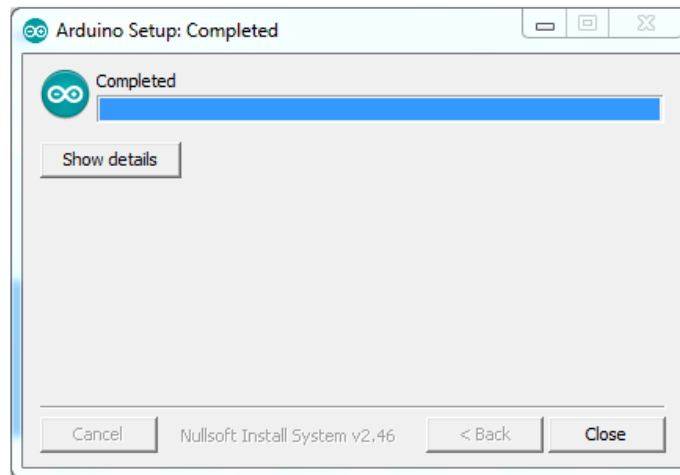 Arduino Setup: Completed
Completed
Show details
Cancel
Nullsoft Install System v2.46
< Back
Close